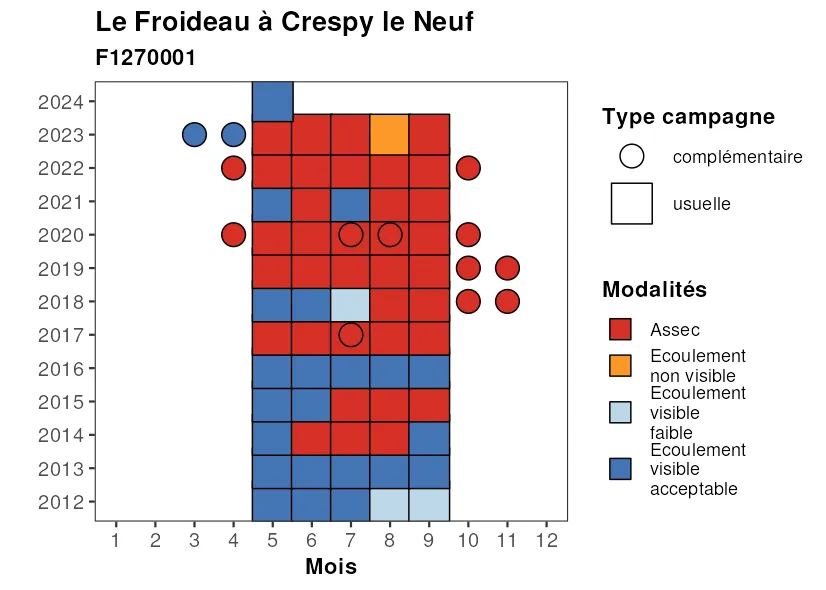 Le Froideau à Crespy le Neuf
F1270001
2024
2023
2022
2021
2020
2019
2018
2017
2016
2015
2014
2013
2012
1 2 3 4 5 6 7 8 9 10 11 12
Mois
Type campagne
complémentaire
usuelle
Modalités
Assec
Ecoulement
non visible
Ecoulement
visible
faible
Ecoulement
visible
acceptable